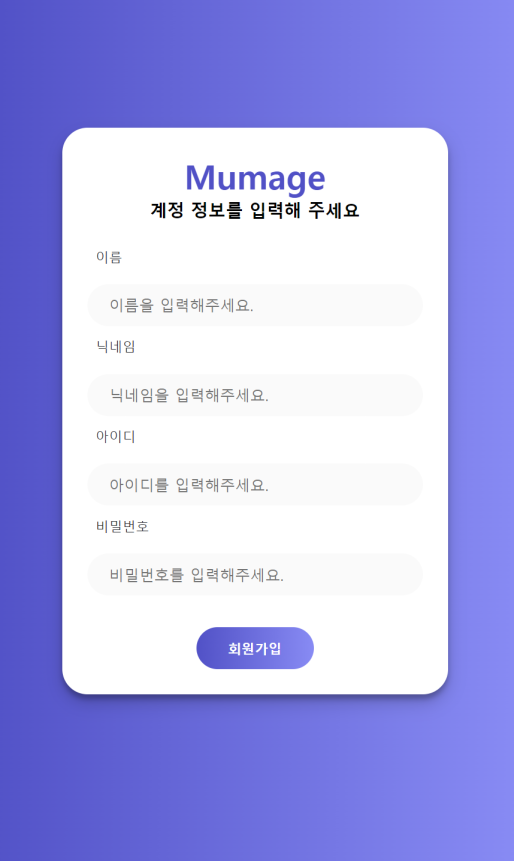 Mumage
계정 정보를 입력해 주세요
이름
이름을 입력해주세요.
닉네임
닉네임을 입력해주세요.
아이디
아이디를 입력해주세요.
비밀번호
비밀번호를 입력해주세요.
회원가입